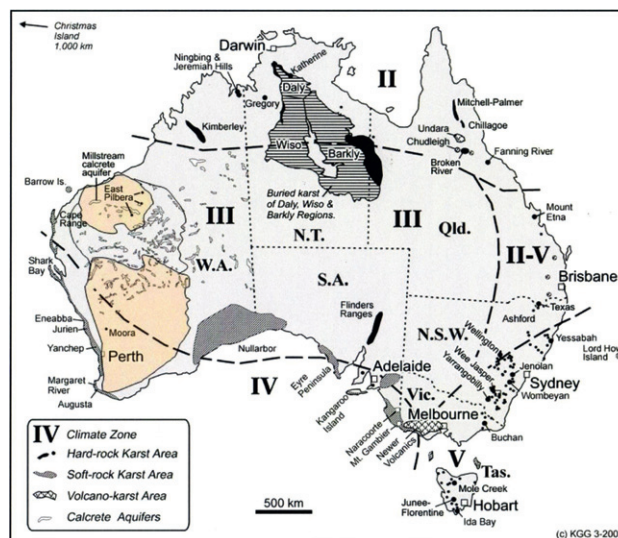 Christmas
Island
1,000 km
Darwin
Ningbing &
Jeremiah Hills
Katherine
II
Daly
Gregory
Mitchell-Palmer
Kimberley
Undara
Chillagoe
Chudleigh
Wiso
Barkly
Fanning River
Broken
River
Millstream
calcrete
aquifer
Barrow Is.
East
Pilbera
Buried karst
of Daly, Wiso &
Barkly Regions.
Cape
Range
III
III
Qld.
Mount
Etna
N.T.
W.A.
II-V
Shark
Bay
S.A.
Brisbane
Flinders
Ranges
Texas
Ashford
Eneabba
Jurien
Moora
N.S.W.
Wellington
Yessabah
Nullarbor
Lord Ho
Island
Yanchep
Perth
Wee Jasper
Jenolan
Adelaide
Yarrangobilly
Sydney
Margaret
River
IV
Eyre
Peninsula
Wombeyan
Vic.
Augusta
Kangaroo
Island
Melbourne
Naracoorte
Mt. Gambier
Newer
Volcanics
Buchan
V
IV Climate Zone
Hard-rock Karst Area
Soft-rock Karst Area
Volcano-karst Area
Calcrete Aquifers
Tas.
500 km
Mole Creek
Junee-
Florentine
Hobart
Ida Bay
(c) KGG 3-200